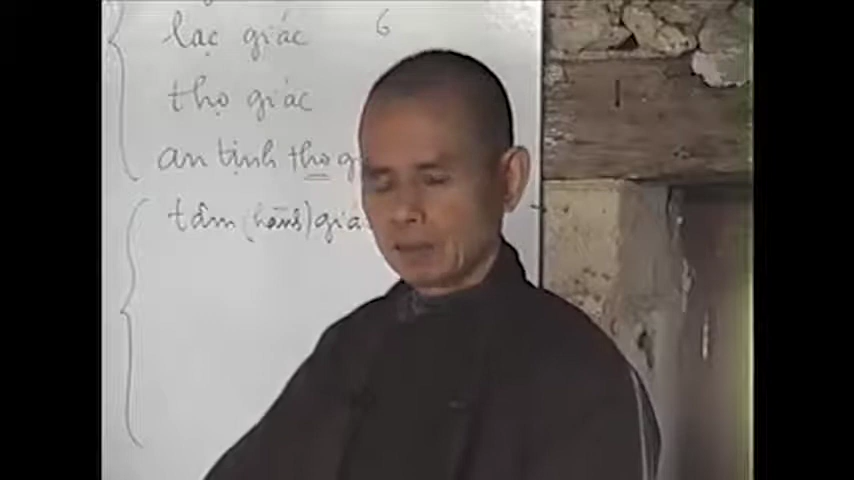 6
lạc giác
thọ giác
an tịnh thọ g
tâm (hành) giá